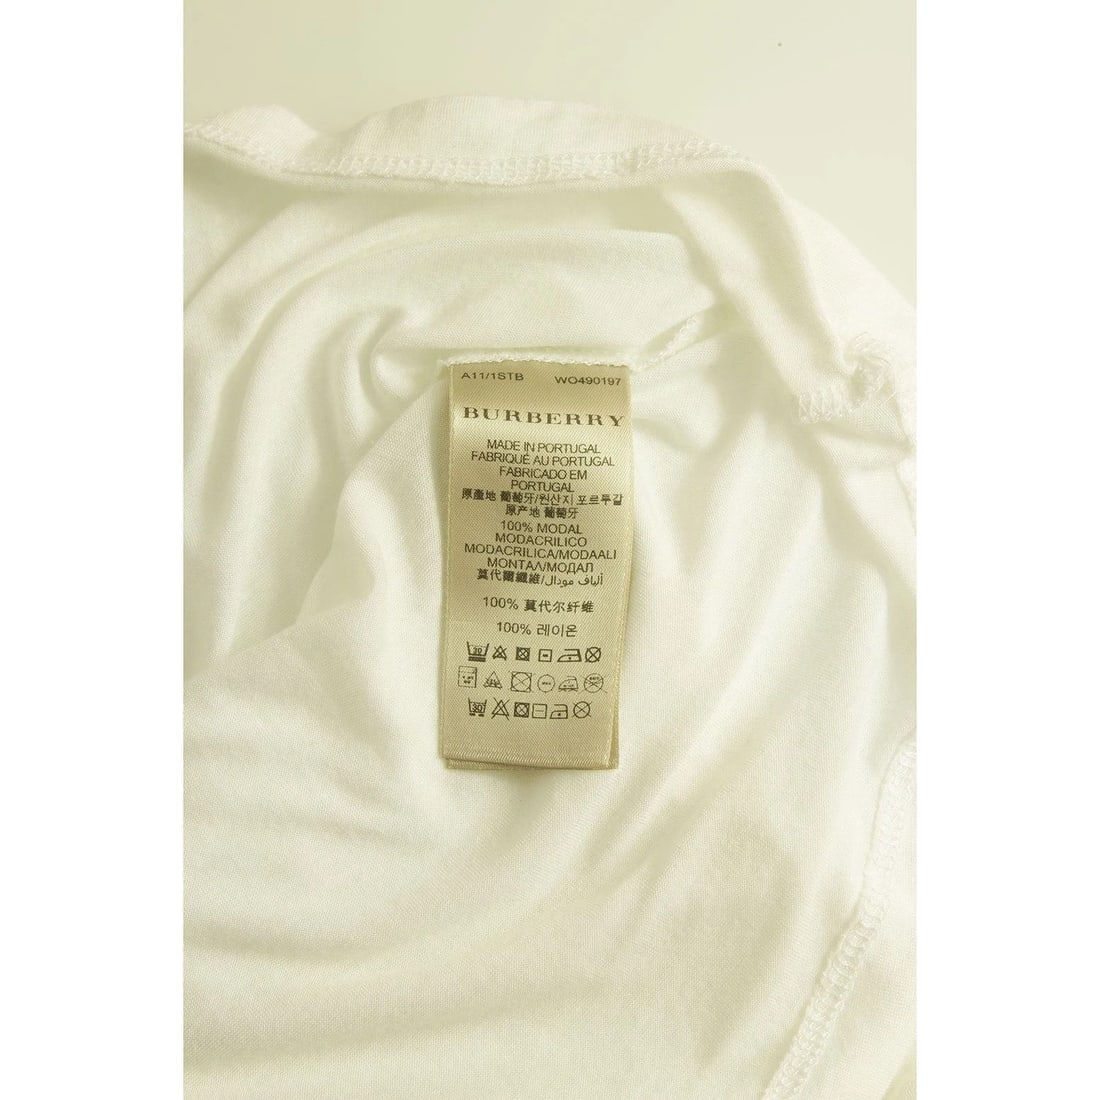 A11/1STB WO490197
BURBERRY
MADE IN PORTUGAL
FABRIQUÉ AU PORTUGAL
FABRICADO EM
PORTUGAL
原產地 葡萄牙/원산지 포르투갈
原产地 葡萄牙
100% MODAL
MODACRILICO
MODACRILICA/MODAALI
МОНТАЛ/МОДАЛ
莫代爾纖維/ألياف مودال
100% 莫代尔纤维
100% 레이온